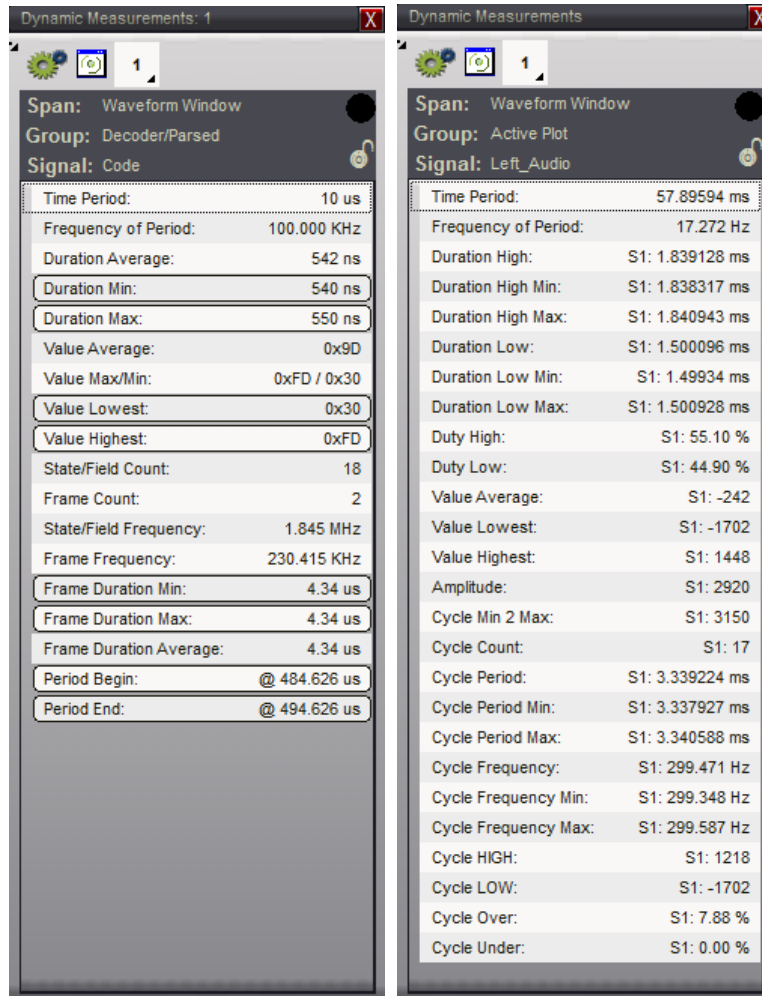 Dynamic Measurements: 1
X
1
Span: Waveform Window
Group: Decoder/Parsed
Signal: Code
Time Period: 10 us
Frequency of Period: 100.000 KHz
Duration Average: 542 ns
Duration Min: 540 ns
Duration Max: 550 ns
Value Average: 0x9D
Value Max/Min: 0xFD / 0x30
Value Lowest: 0x30
Value Highest: 0xFD
State/Field Count: 18
Frame Count: 2
State/Field Frequency: 1.845 MHz
Frame Frequency: 230.415 KHz
Frame Duration Min: 4.34 us
Frame Duration Max: 4.34 us
Frame Duration Average: 4.34 us
Period Begin: @ 484.626 us
Period End: @ 494.626 us
Dynamic Measurements
X
1
Span: Waveform Window
Group: Active Plot
Signal: Left_Audio
Time Period: 57.89594 ms
Frequency of Period: 17.272 Hz
Duration High: S1: 1.839128 ms
Duration High Min: S1: 1.838317 ms
Duration High Max: S1: 1.840943 ms
Duration Low: S1: 1.500096 ms
Duration Low Min: S1: 1.49934 ms
Duration Low Max: S1: 1.500928 ms
Duty High: S1: 55.10 %
Duty Low: S1: 44.90 %
Value Average: S1: -242
Value Lowest: S1: -1702
Value Highest: S1: 1448
Amplitude: S1: 2920
Cycle Min 2 Max: S1: 3150
Cycle Count: S1: 17
Cycle Period: S1: 3.339224 ms
Cycle Period Min: S1: 3.337927 ms
Cycle Period Max: S1: 3.340588 ms
Cycle Frequency: S1: 299.471 Hz
Cycle Frequency Min: S1: 299.348 Hz
Cycle Frequency Max: S1: 299.587 Hz
Cycle HIGH: S1: 1218
Cycle LOW: S1: -1702
Cycle Over: S1: 7.88 %
Cycle Under: S1: 0.00 %